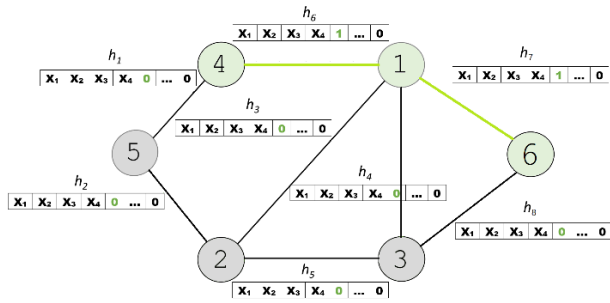 h₆
X₁ X₂ X₃ X₄ 1 ... 0
h₁
X₁ X₂ X₃ X₄ 0 ... 0
4
1
h₇
X₁ X₂ X₃ X₄ 1 ... 0
h₃
X₁ X₂ X₃ X₄ 0 ... 0
5
6
h₂
X₁ X₂ X₃ X₄ 0 ... 0
h₄
X₁ X₂ X₃ X₄ 0 ... 0
h₈
X₁ X₂ X₃ X₄ 0 ... 0
2
3
h₅
X₁ X₂ X₃ X₄ 0 ... 0